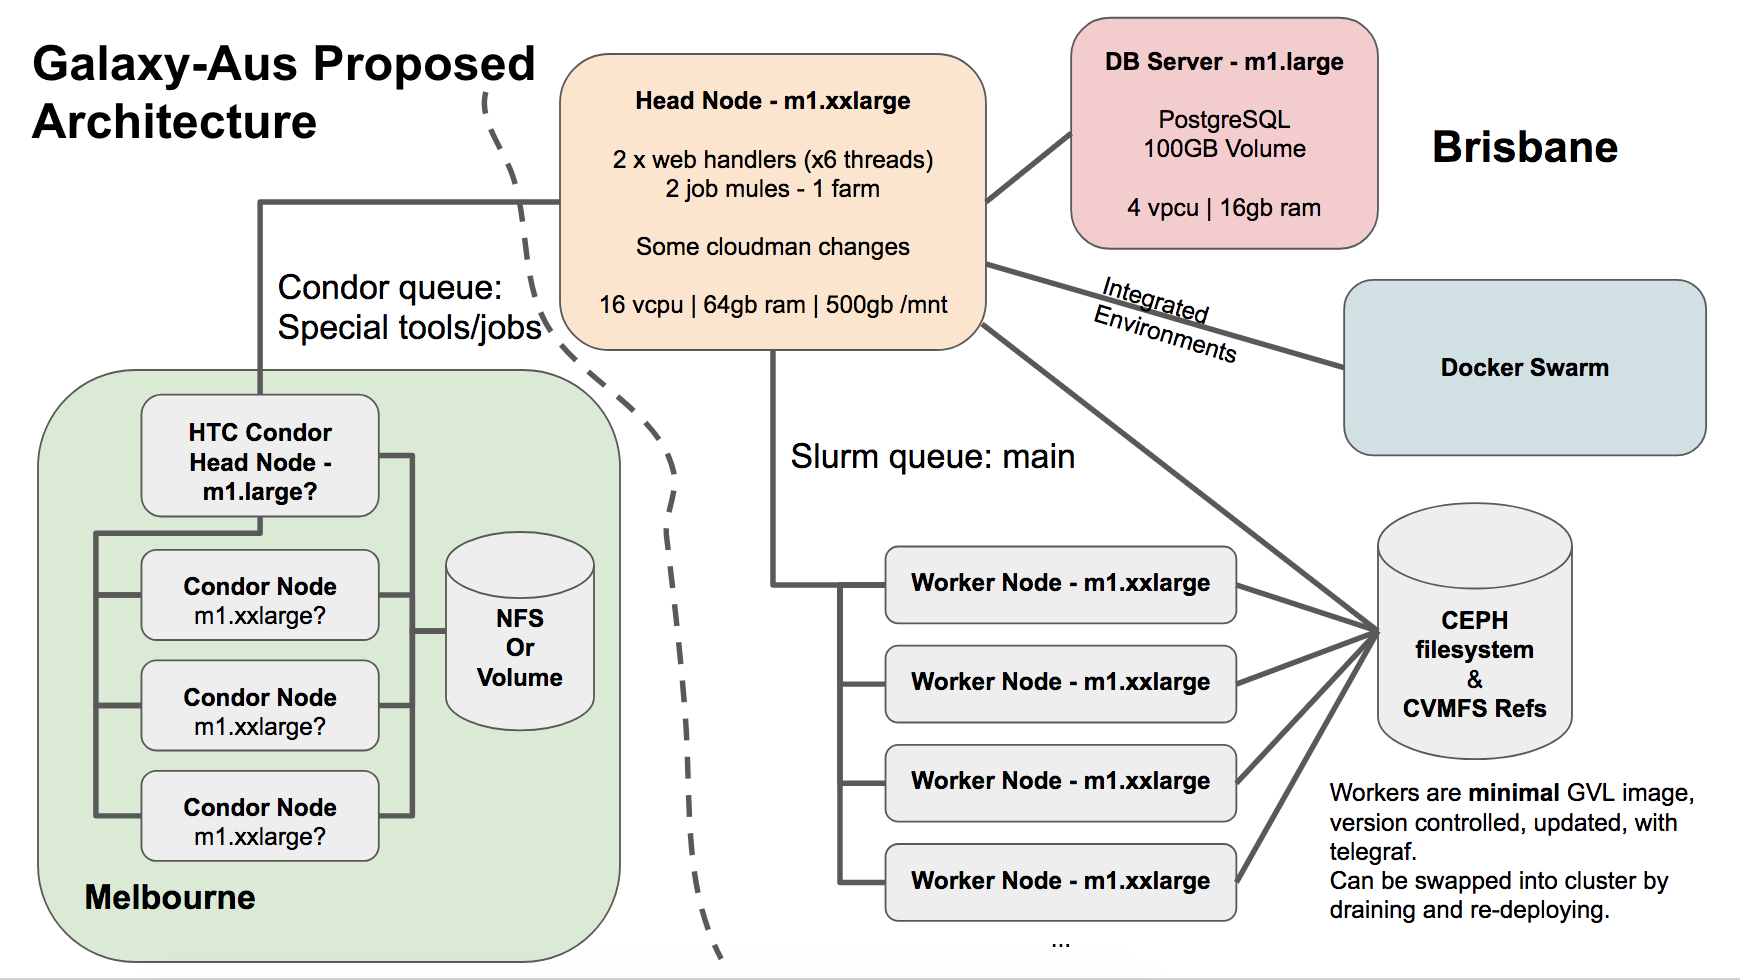 Galaxy-Aus Proposed
Architecture
Head Node - m1.xxlarge
2 x web handlers (x6 threads)
2 job mules - 1 farm
Some cloudman changes
16 vcpu | 64gb ram | 500gb /mnt
DB Server - m1.large
PostgreSQL
100GB Volume
4 vpcu | 16gb ram
Brisbane
Condor queue:
Special tools/jobs
Integrated
Environments
Docker Swarm
HTC Condor
Head Node -
m1.large?
Condor Node
m1.xxlarge?
Condor Node
m1.xxlarge?
Condor Node
m1.xxlarge?
NFS
Or
Volume
Melbourne
Slurm queue: main
Worker Node - m1.xxlarge
Worker Node - m1.xxlarge
Worker Node - m1.xxlarge
Worker Node - m1.xxlarge
...
CEPH
filesystem
&
CVMFS Refs
Workers are minimal GVL image,
version controlled, updated, with
telegraf.
Can be swapped into cluster by
draining and re-deploying.